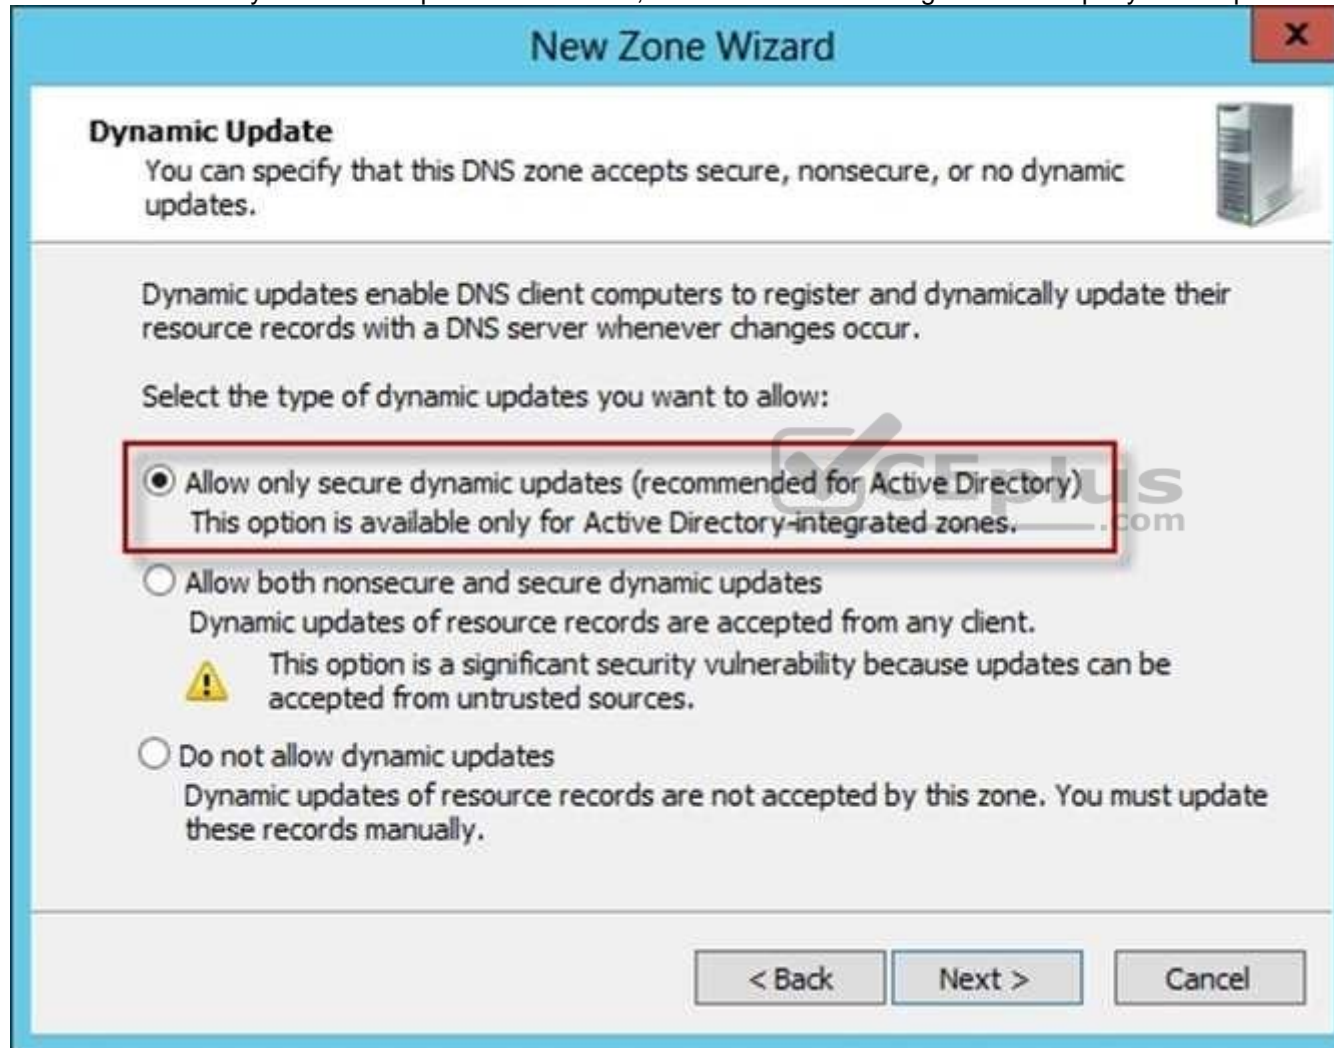 New Zone Wizard
x
Dynamic Update
You can specify that this DNS zone accepts secure, nonsecure, or no dynamic
updates.
Dynamic updates enable DNS client computers to register and dynamically update their
resource records with a DNS server whenever changes occur.
Select the type of dynamic updates you want to allow:
Allow only secure dynamic updates (recommended for Active Directory)
This option is available only for Active Directory-integrated zones.
CEplus
.com
Allow both nonsecure and secure dynamic updates
Dynamic updates of resource records are accepted from any client.
This option is a significant security vulnerability because updates can be
accepted from untrusted sources.
Do not allow dynamic updates
Dynamic updates of resource records are not accepted by this zone. You must update
these records manually.
< Back Next > Cancel